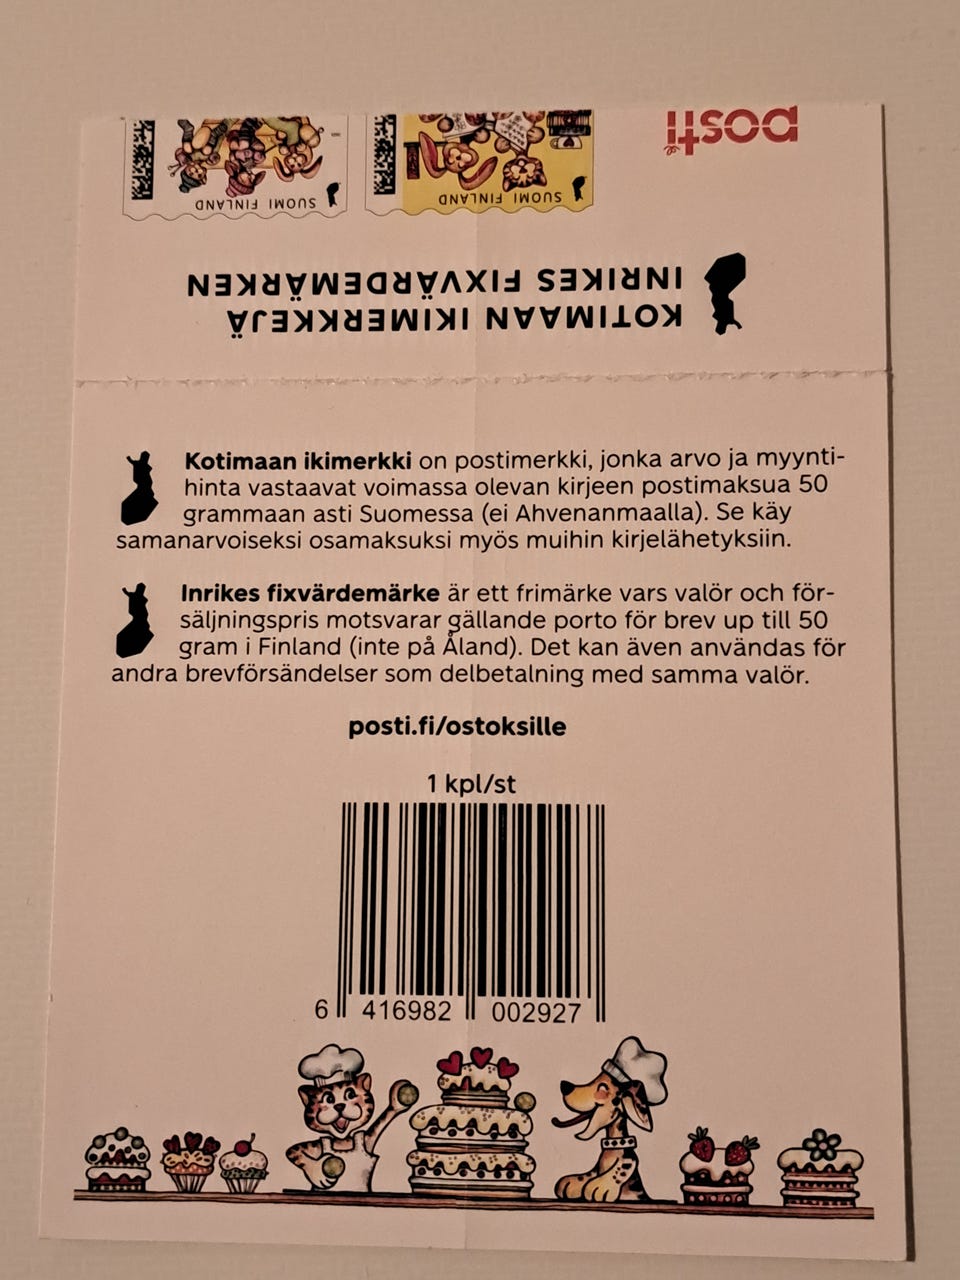 posti
SUOMI FINLAND
SUOMI FINLAND
KOTIMAAN IKIMERKKEJÄ
INRIKES FIXVÄRDEMÄRKEN
Kotimaan ikimerkki on postimerkki, jonka arvo ja myynti-
hinta vastaavat voimassa olevan kirjeen postimaksua 50
grammaan asti Suomessa (ei Ahvenanmaalla). Se käy
samanarvoiseksi osamaksuksi myös muihin kirjelähetyksiin.
Inrikes fixvärdemärke är ett frimärke vars valör och för-
säljningspris motsvarar gällande porto för brev up till 50
gram i Finland (inte på Åland). Det kan även användas för
andra brevförsändelser som delbetalning med samma valör.
posti.fi/ostoksille
1 kpl/st
6 416982 002927